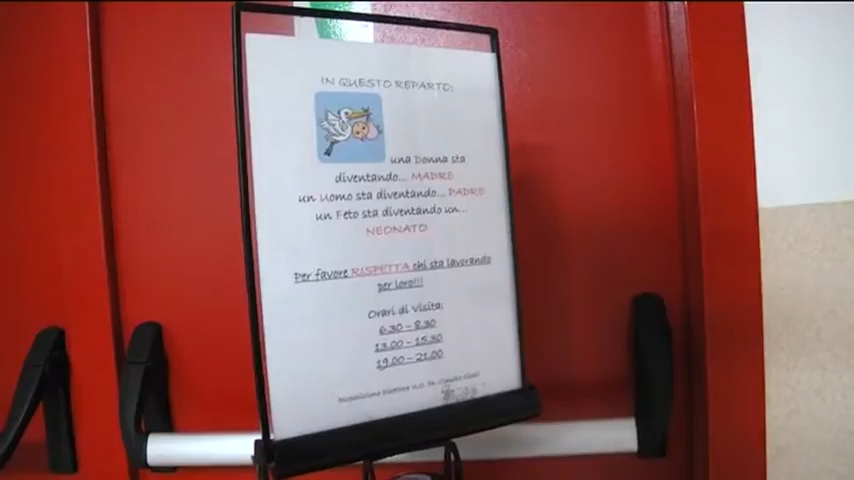 IN QUESTO REPARTO:
una Donna sta
diventando... MADRE
un Uomo sta diventando... PADRE
un Feto sta diventando un...
NEONATO
Per favore RISPETTA chi sta lavorando
per loro!!!
Orari di visita:
6.30 - 8.30
13.00 - 15.30
19.00 - 21.00